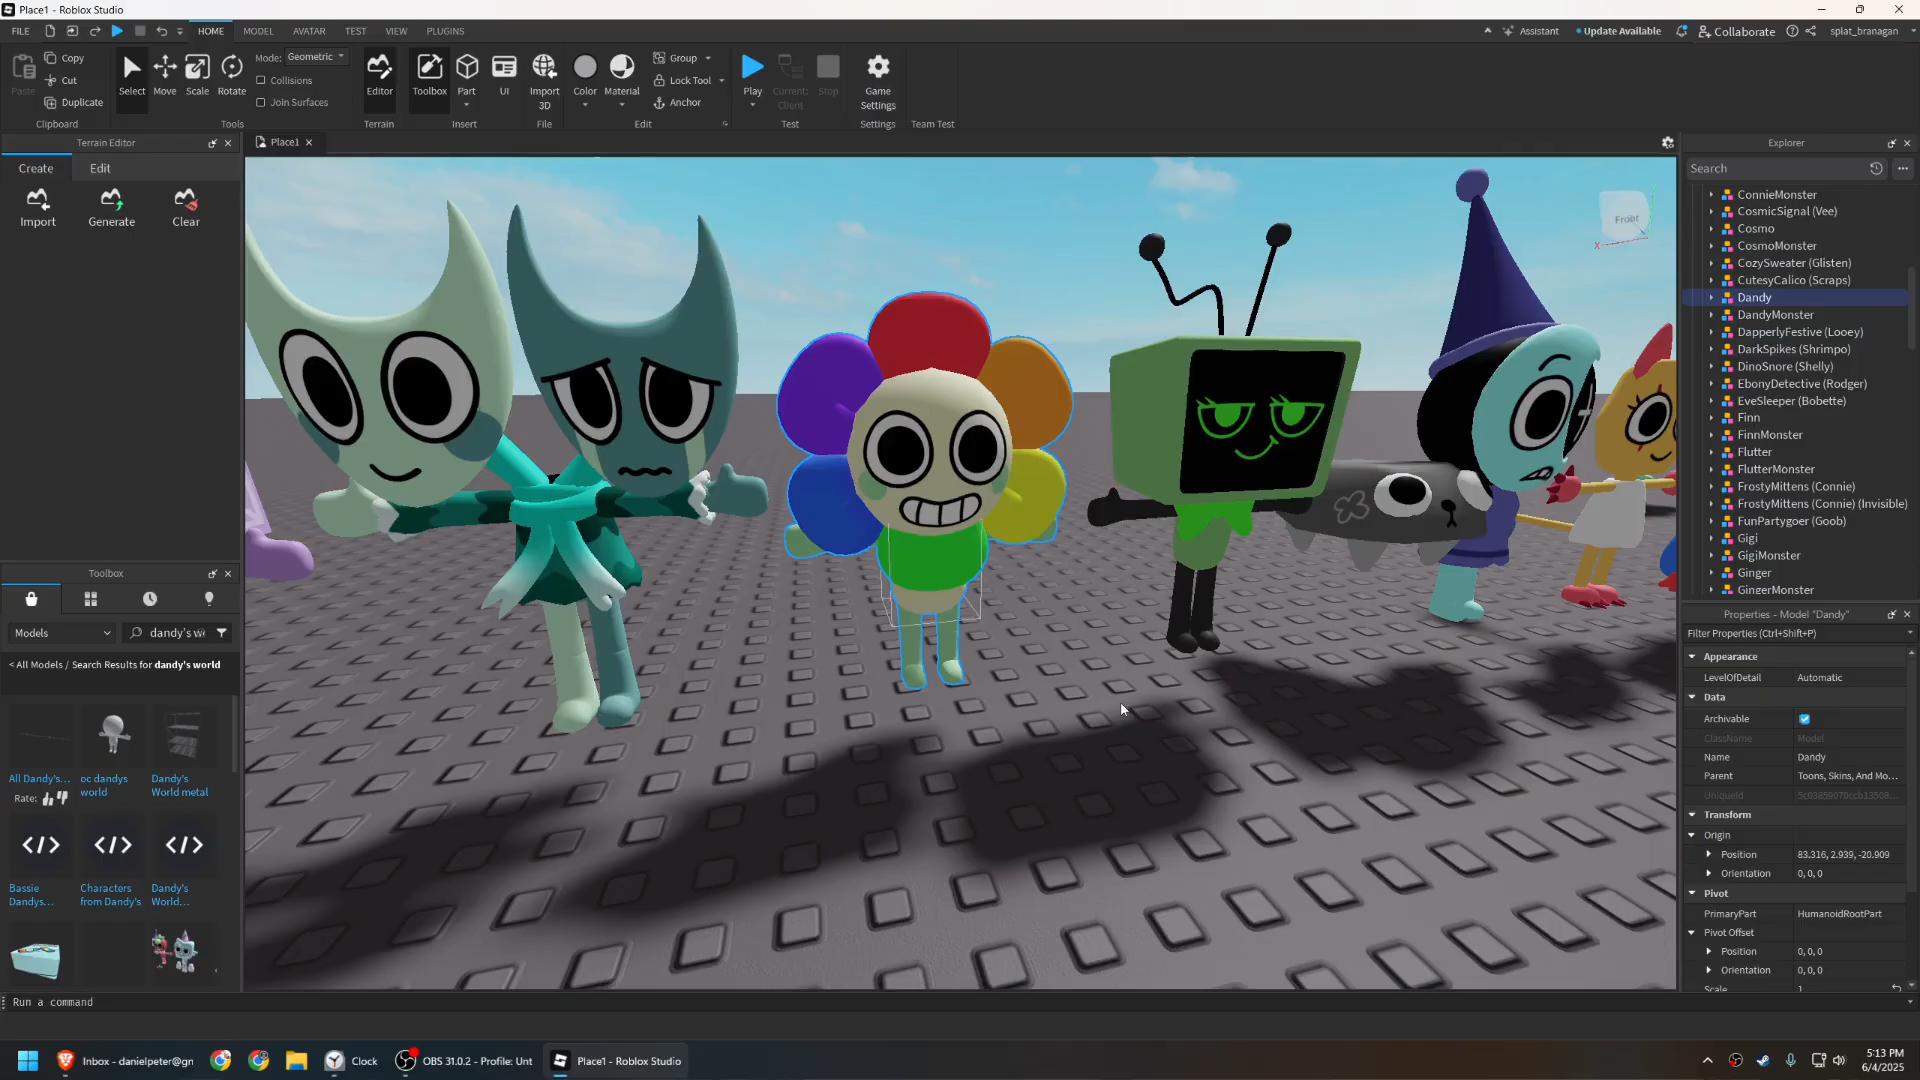 Place1 - Roblox Studio
FILE
HOME
MODEL
AVATAR
TEST
VIEW
PLUGINS
Assistant
Update Available
Collaborate
splat_branagan
Paste
Copy
Cut
Duplicate
Clipboard
Select
Move
Scale
Rotate
Mode: Geometric
Collisions
Join Surfaces
Tools
Editor
Terrain
Toolbox
Part
UI
Insert
Import
3D
File
Color
Material
Group
Lock Tool
Anchor
Edit
Play
Current:
Client
Stop
Test
Game
Settings
Settings
Team Test
Terrain Editor
Create
Edit
Import
Generate
Clear
Place1
Front
X
Explorer
Search
ConnieMonster
CosmicSignal (Vee)
Cosmo
CosmoMonster
CozySweater (Glisten)
CutesyCalico (Scraps)
Dandy
DandyMonster
DapperlyFestive (Looey)
DarkSpikes (Shrimpo)
DinoSnore (Shelly)
EbonyDetective (Rodger)
EveSleeper (Bobette)
Finn
FinnMonster
Flutter
FlutterMonster
FrostyMittens (Connie)
FrostyMittens (Connie) (Invisible)
FunPartygoer (Goob)
Gigi
GigiMonster
Ginger
GingerMonster
Toolbox
Models
dandy's w
< All Models / Search Results for dandy's world
All Dandy's...
Rate:
oc dandys
world
Dandy's
World metal
Bassie
Dandys...
Characters
from Dandy's
Dandy's
World...
Properties - Model "Dandy"
Filter Properties (Ctrl+Shift+P)
Appearance
LevelOfDetail Automatic
Data
Archivable
ClassName Model
Name Dandy
Parent Toons, Skins, And Mo...
UniqueId 5c03859070ccb13508...
Transform
Origin
Position 83.316, 2.939, -20.909
Orientation 0, 0, 0
Pivot
PrimaryPart HumanoidRootPart
Pivot Offset
Position 0, 0, 0
Orientation 0, 0, 0
Scale 1
Run a command
Inbox - danielpeter@gn
Clock
OBS 31.0.2 - Profile: Unt
Place1 - Roblox Studio
5:13 PM
6/4/2025